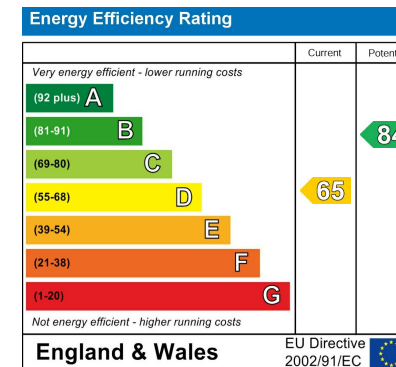 Energy Efficiency Rating
Current
Very energy efficient - lower running costs
(92 plus) A
(81-91) B
84
(69-80) C
(55-68) D
65
(39-54) E
(21-38) F
(1-20) G
Not energy efficient - higher running costs
England & Wales
EU Directive
2002/91/EC